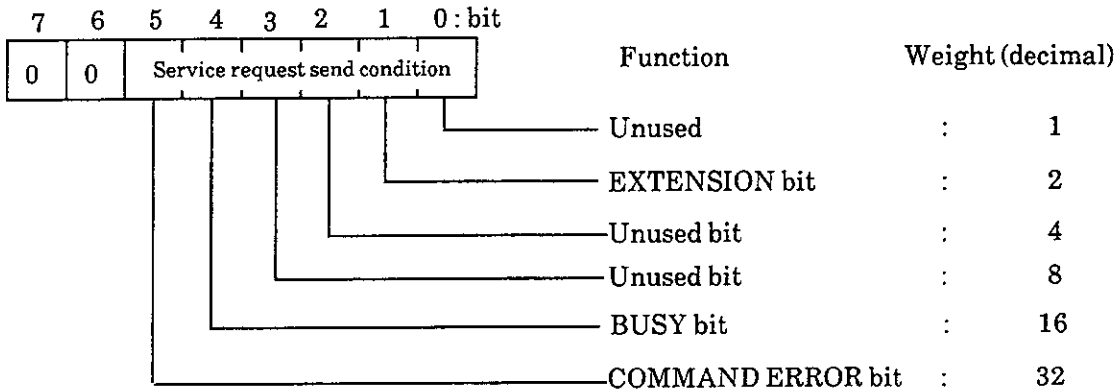 7 6 5 4 3 2 1 0 : bit
0 0 Service request send condition
Function Weight (decimal)
Unused : 1
EXTENSION bit : 2
Unused bit : 4
Unused bit : 8
BUSY bit : 16
COMMAND ERROR bit : 32